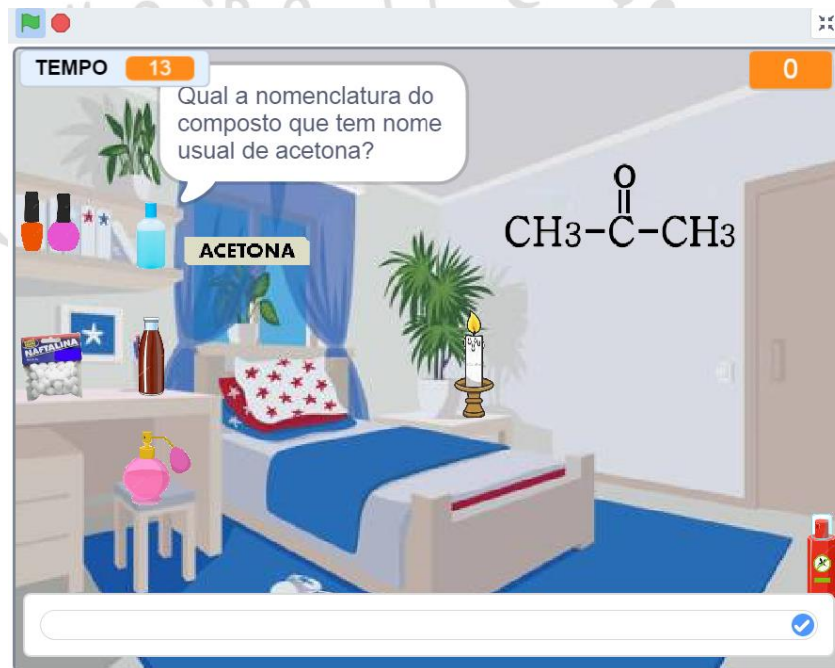 TEMPO 13
0
Qual a nomenclatura do
composto que tem nome
usual de acetona?
O
CH3-C-CH3
ACETONA
NAFTALINA